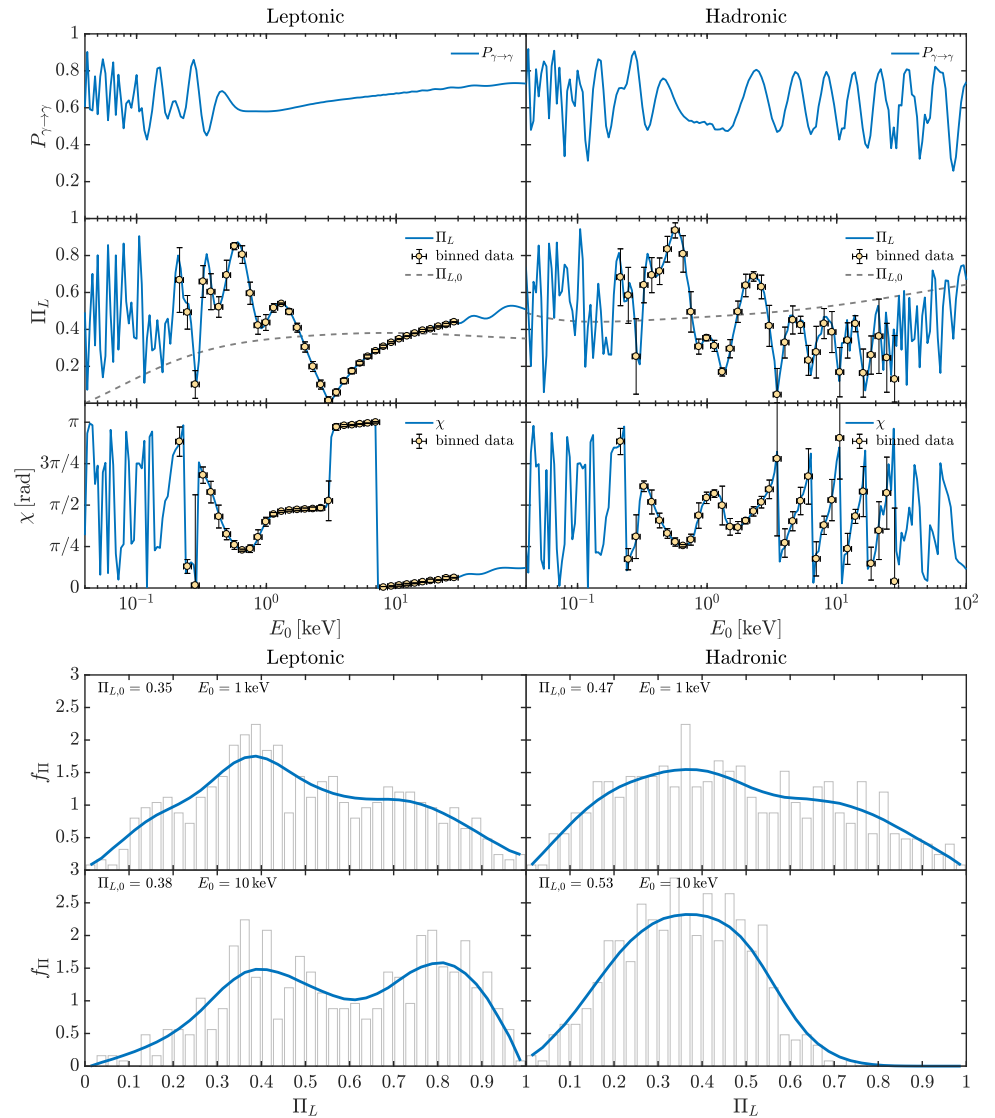 Leptonic Hadronic
1
0.8
0.6
0.4
0.2
P_{γ→γ}
P_{γ→γ}
P_{γ→γ}
1
0.8
0.6
0.4
0.2
Π_L
Π_L
binned data
Π_{L,0}
Π_L
binned data
Π_{L,0}
π
3π/4
π/2
π/4
0
χ [rad]
χ
binned data
χ
binned data
10^{-1} 10^0 10^1 10^{-1} 10^0 10^1 10^2
E_0 [keV] E_0 [keV]
Leptonic Hadronic
3
2.5
2
1.5
1
0.5
f_Π
Π_{L,0} = 0.35 E_0 = 1 keV
Π_{L,0} = 0.47 E_0 = 1 keV
3
2.5
2
1.5
1
0.5
0
f_Π
Π_{L,0} = 0.38 E_0 = 10 keV
Π_{L,0} = 0.53 E_0 = 10 keV
0 0.1 0.2 0.3 0.4 0.5 0.6 0.7 0.8 0.9 1 0.1 0.2 0.3 0.4 0.5 0.6 0.7 0.8 0.9 1
Π_L Π_L